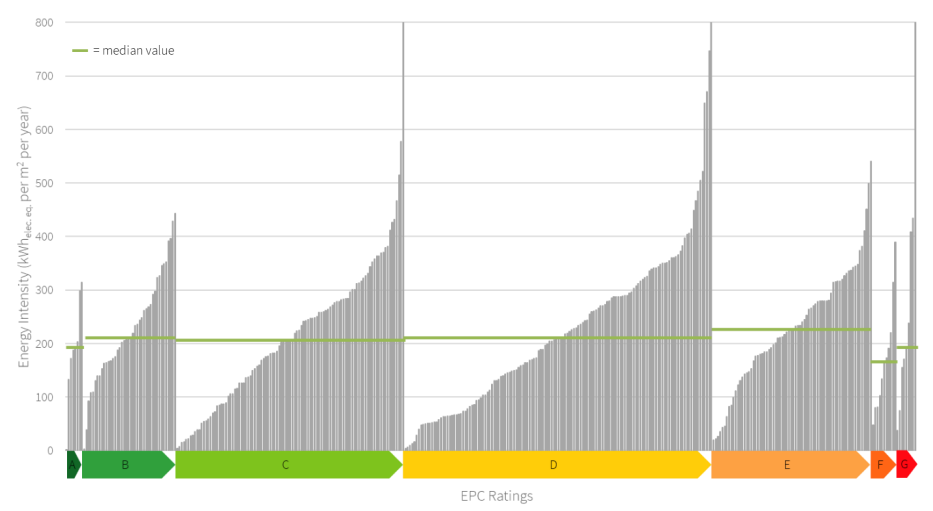 800
= median value
700
600
500
400
300
200
100
0
Energy Intensity (kWhelec. eq. per m² per year)
A B C D E F G
EPC Ratings